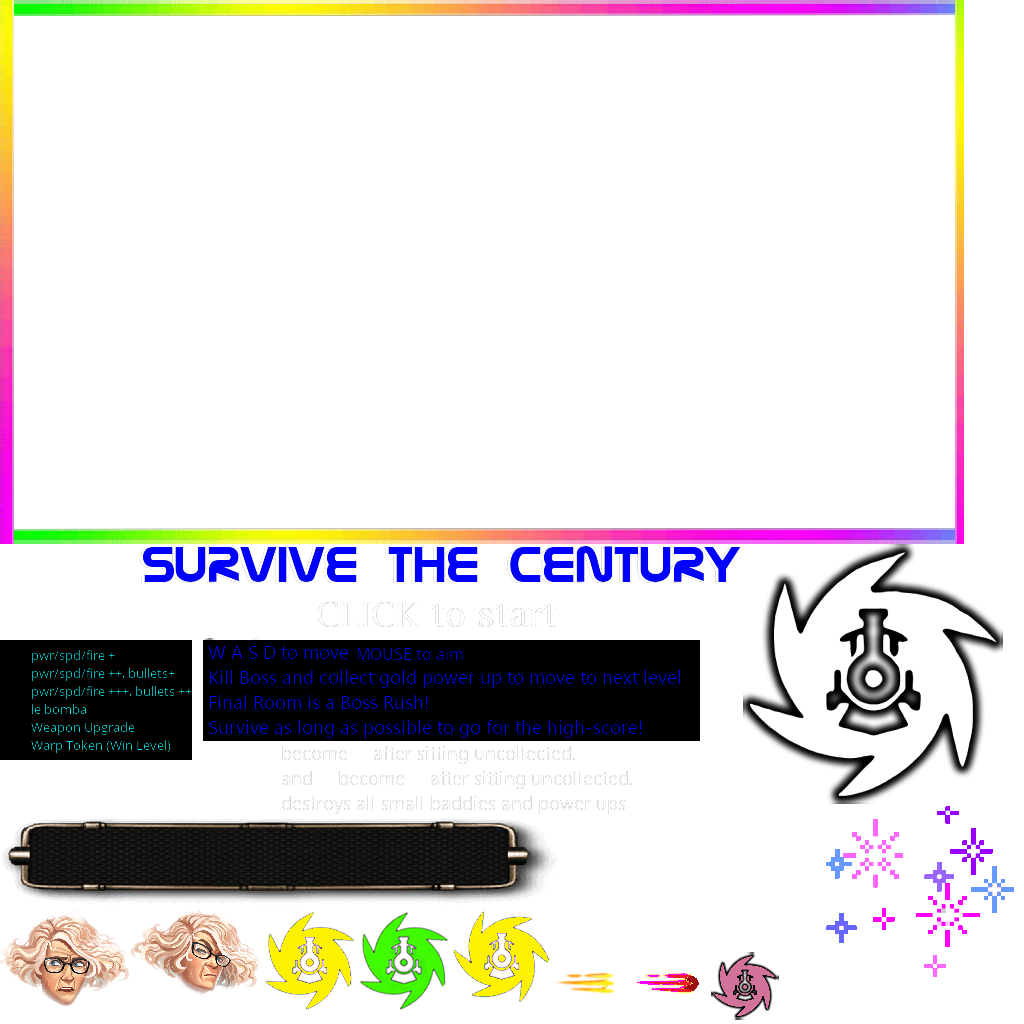 SURVIVE THE CENTURY
CLICK to start
pwr/spd/fire +
pwr/spd/fire ++, bullets+
pwr/spd/fire +++, bullets ++
le bomba
Weapon Upgrade
Warp Token (Win Level)
W A S D to move MOUSE to aim
Kill Boss and collect gold power up to move to next level
Final Room is a Boss Rush!
Survive as long as possible to go for the high-score!
become after sitting uncollected.
and become after sitting uncollected.
destroys all small baddies and power ups